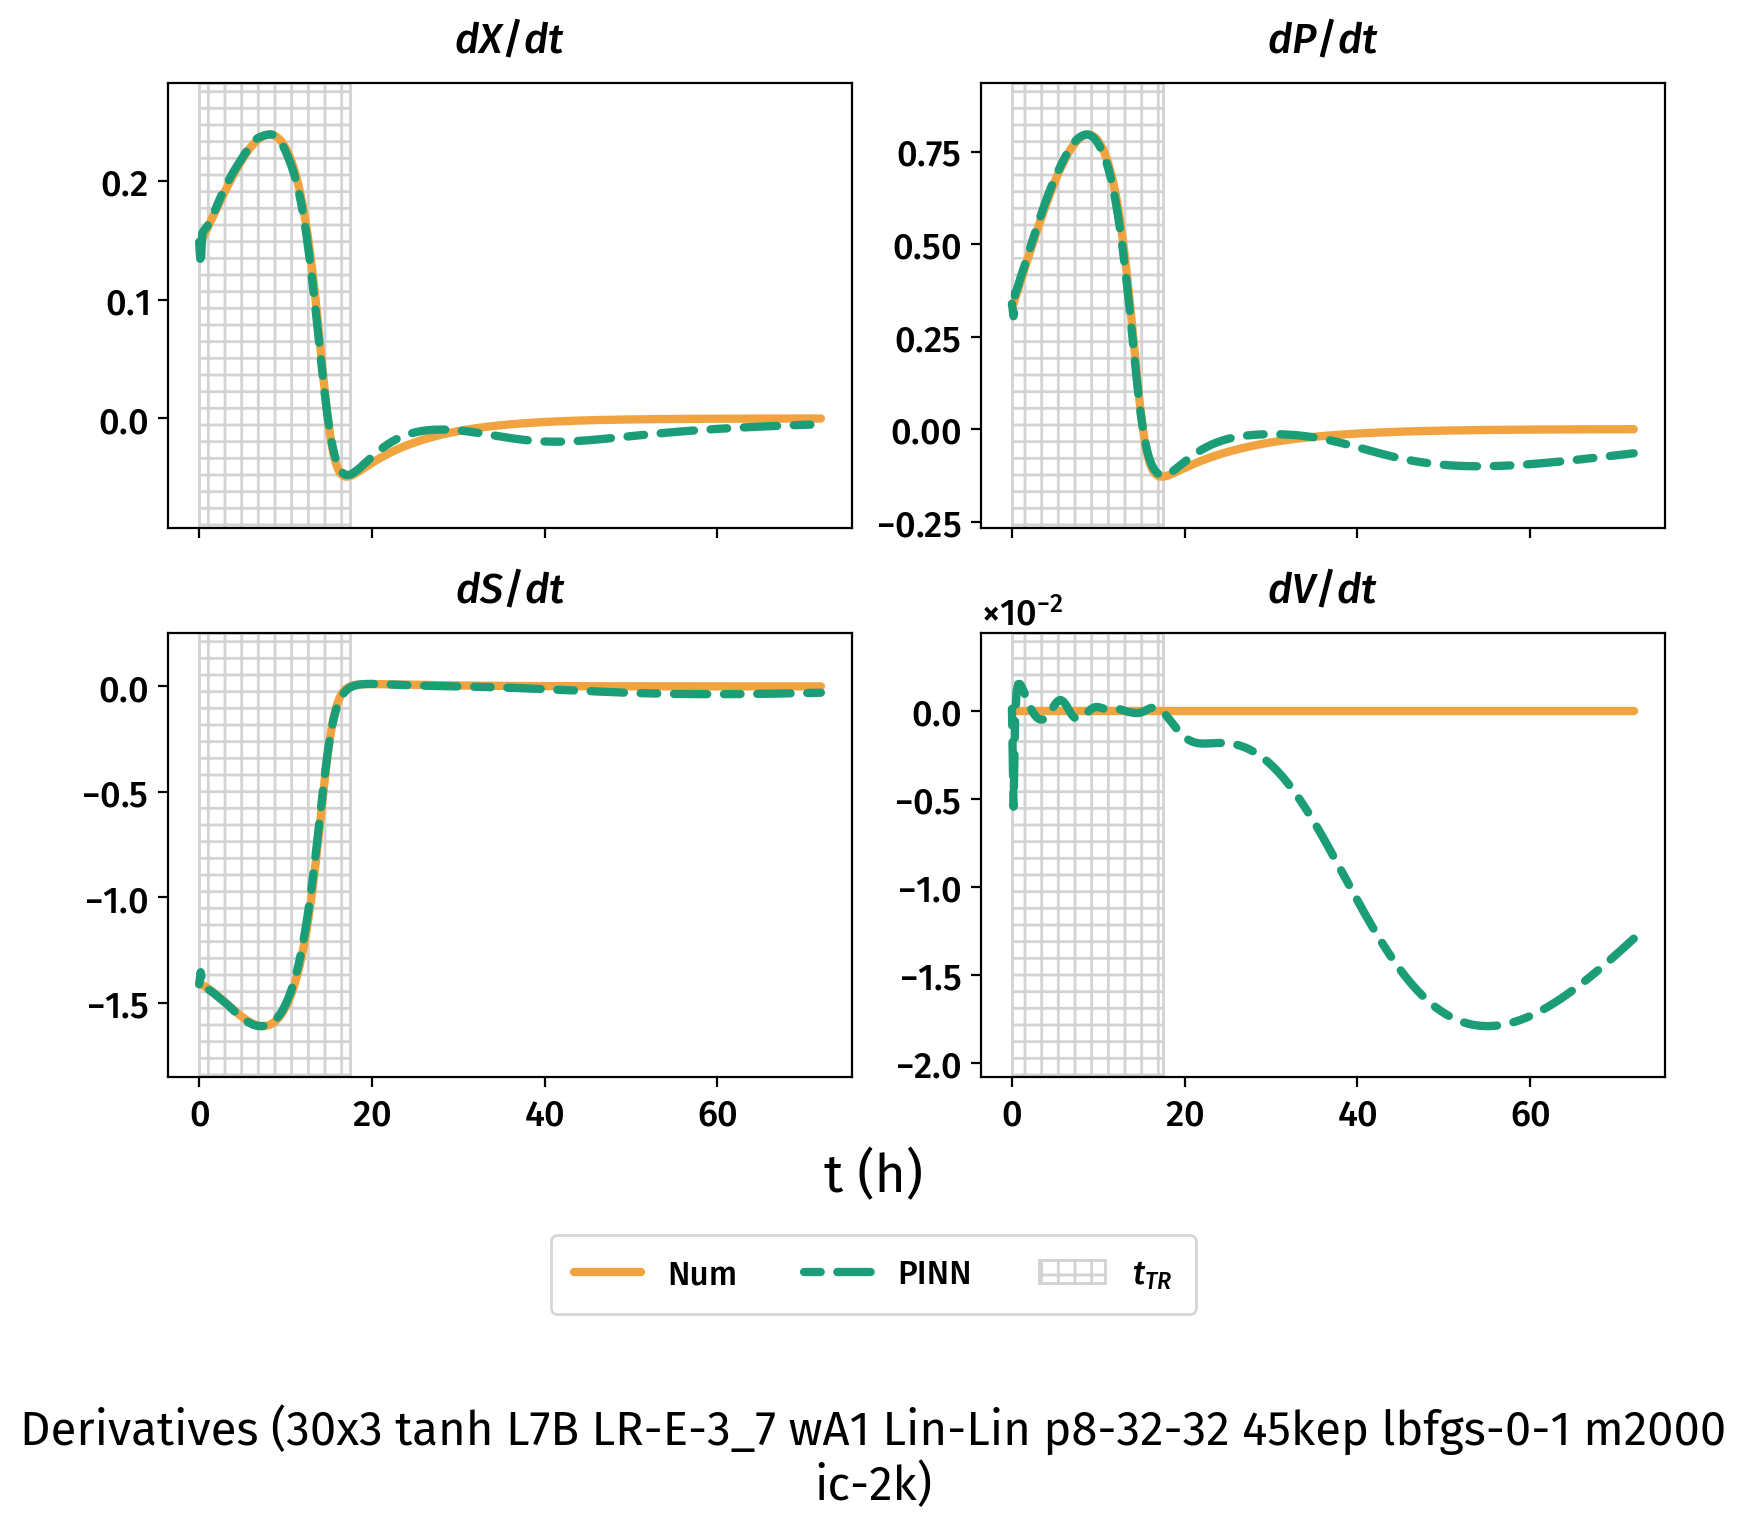 dX/dt
dP/dt
0.2
0.1
0.0
0.75
0.50
0.25
0.00
−0.25
dS/dt
dV/dt
×10⁻²
0.0
−0.5
−1.0
−1.5
0.0
−0.5
−1.0
−1.5
−2.0
0 20 40 60
0 20 40 60
t (h)
Num PINN t_TR
Derivatives (30x3 tanh L7B LR-E-3_7 wA1 Lin-Lin p8-32-32 45kep lbfgs-0-1 m2000
ic-2k)